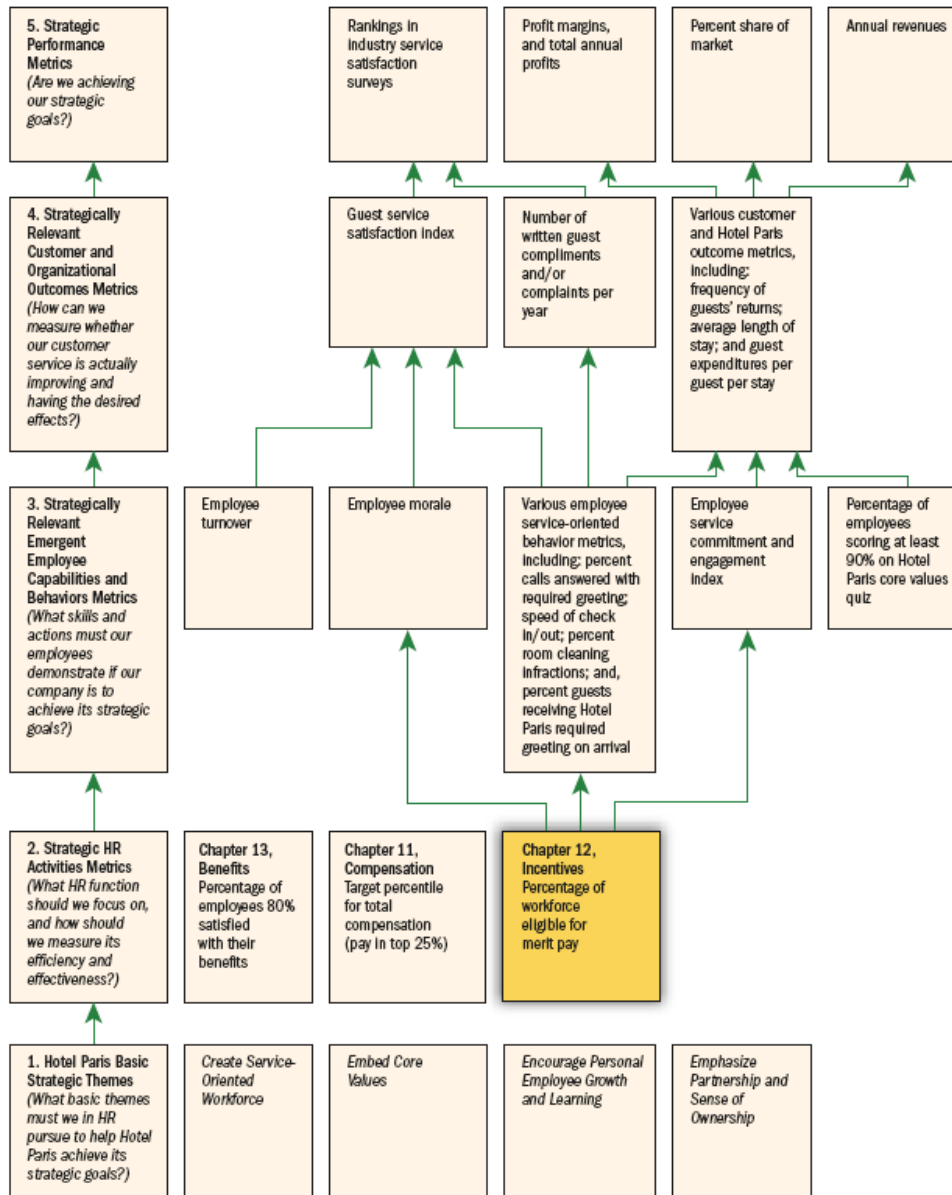 5. Strategic
Performance
Metrics
(Are we achieving
our strategic
goals?)
Rankings in
industry service
satisfaction
surveys
Profit margins,
and total annual
profits
Percent share of
market
Annual revenues
4. Strategically
Relevant
Customer and
Organizational
Outcomes Metrics
(How can we
measure whether
our customer
service is actually
improving and
having the desired
effects?)
Guest service
satisfaction index
Number of
written guest
compliments
and/or
complaints per
year
Various customer
and Hotel Paris
outcome metrics,
including:
frequency of
guests' returns;
average length of
stay; and guest
expenditures per
guest per stay
3. Strategically
Relevant
Emergent
Employee
Capabilities and
Behaviors Metrics
(What skills and
actions must our
employees
demonstrate if our
company is to
achieve its strategic
goals?)
Employee
turnover
Employee morale
Various employee
service-oriented
behavior metrics,
including: percent
calls answered with
required greeting;
speed of check
in/out; percent
room cleaning
infractions; and,
percent guests
receiving Hotel
Paris required
greeting on arrival
Employee
service
commitment and
engagement
index
Percentage of
employees
scoring at least
90% on Hotel
Paris core values
quiz
2. Strategic HR
Activities Metrics
(What HR function
should we focus on,
and how should
we measure its
efficiency and
effectiveness?)
Chapter 13,
Benefits
Percentage of
employees 80%
satisfied
with their
benefits
Chapter 11,
Compensation
Target percentile
for total
compensation
(pay in top 25%)
Chapter 12,
Incentives
Percentage of
workforce
eligible for
merit pay
1. Hotel Paris Basic
Strategic Themes
(What basic themes
must we in HR
pursue to help Hotel
Paris achieve its
strategic goals?)
Create Service-
Oriented
Workforce
Embed Core
Values
Encourage Personal
Employee Growth
and Learning
Emphasize
Partnership and
Sense of
Ownership